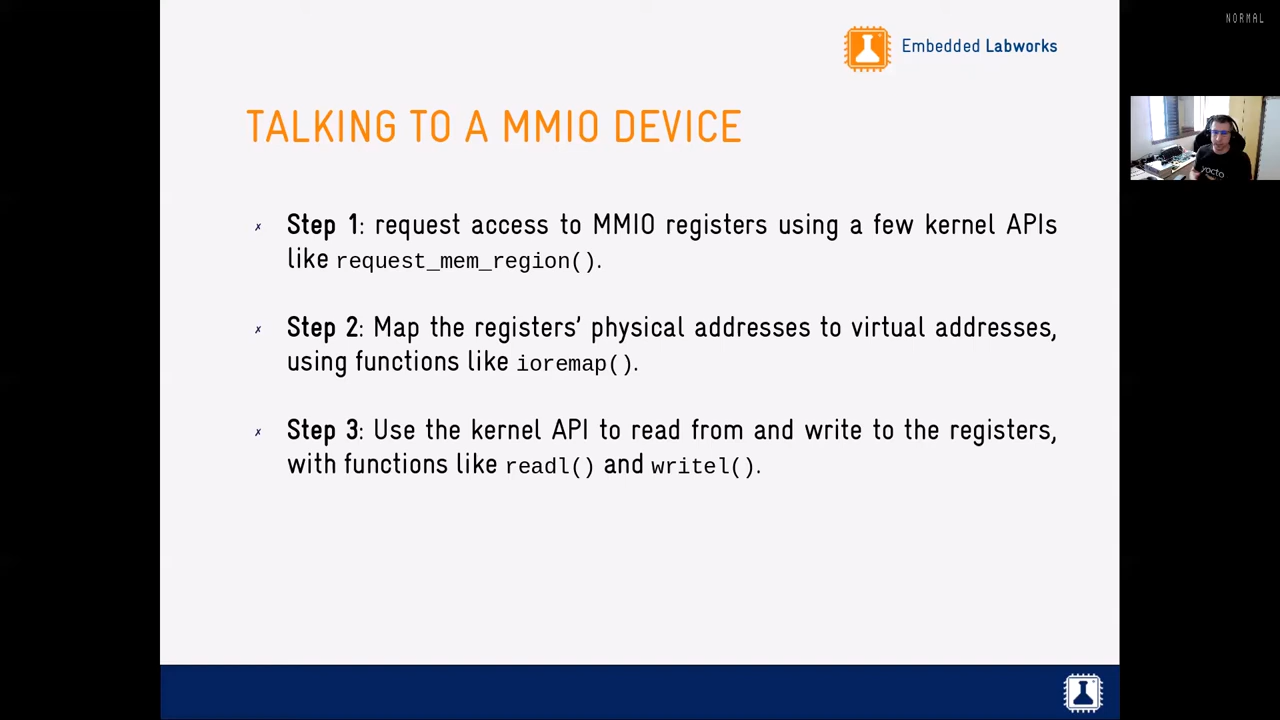 NORMAL
Embedded Labworks
TALKING TO A MMIO DEVICE
✗ Step 1: request access to MMIO registers using a few kernel APIs
like request_mem_region().
✗ Step 2: Map the registers’ physical addresses to virtual addresses,
using functions like ioremap().
✗ Step 3: Use the kernel API to read from and write to the registers,
with functions like readl() and writel().
yocto